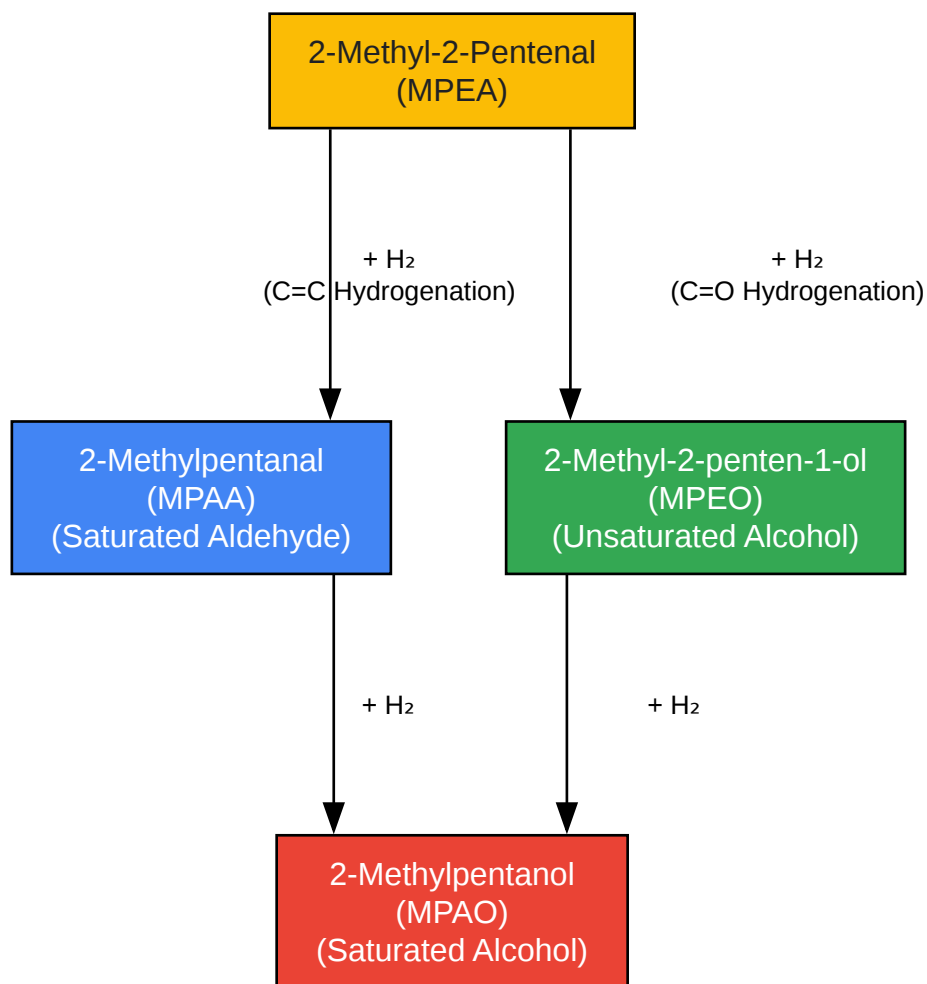 2-Methyl-2-Pentenal
(MPEA)
+ H₂
(C=C Hydrogenation)
+ H₂
(C=O Hydrogenation)
2-Methylpentanal
(MPAA)
(Saturated Aldehyde)
2-Methyl-2-penten-1-ol
(MPEO)
(Unsaturated Alcohol)
+ H₂
+ H₂
2-Methylpentanol
(MPAO)
(Saturated Alcohol)